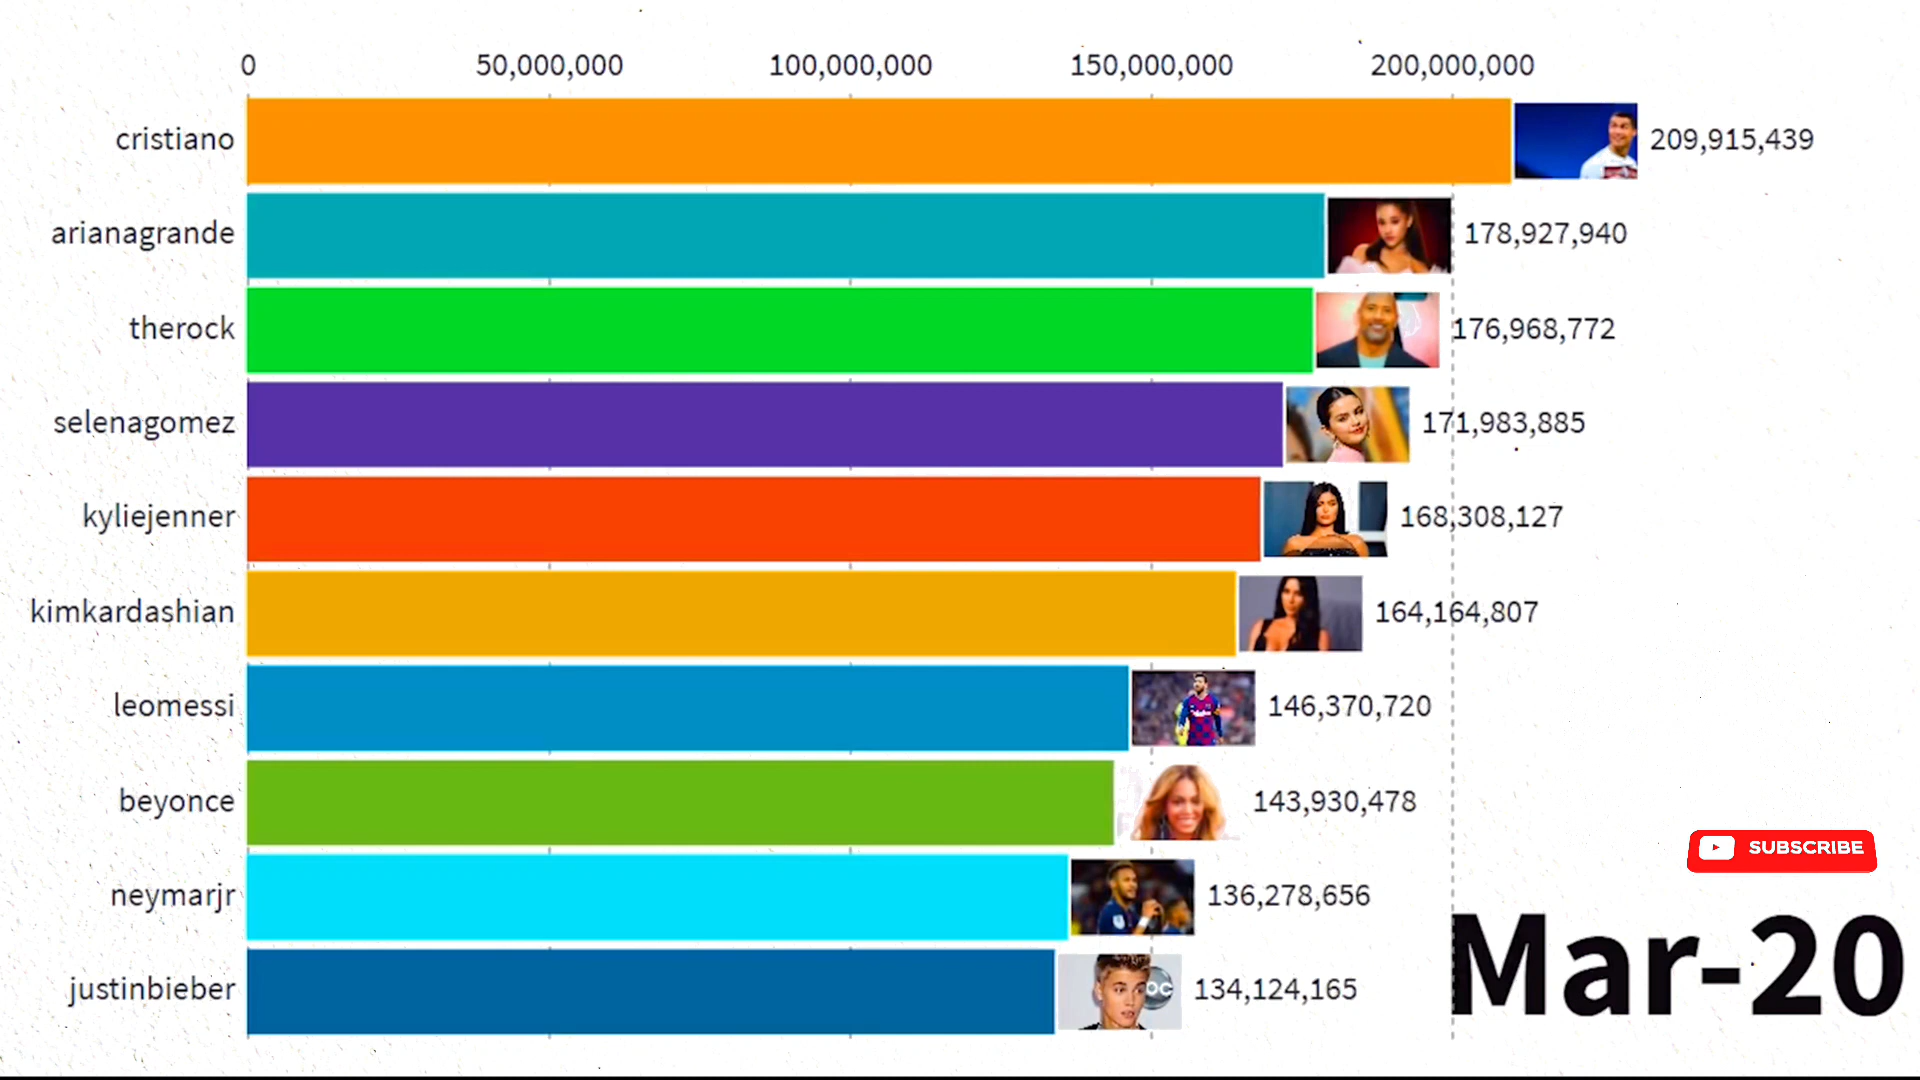 0 50,000,000 100,000,000 150,000,000 200,000,000
cristiano 209,915,439
arianagrande 178,927,940
therock 176,968,772
selenagomez 171,983,885
kyliejenner 168,308,127
kimkardashian 164,164,807
leomessi 146,370,720
beyonce 143,930,478
SUBSCRIBE
neymarjr 136,278,656
justinbieber 134,124,165
Mar-20